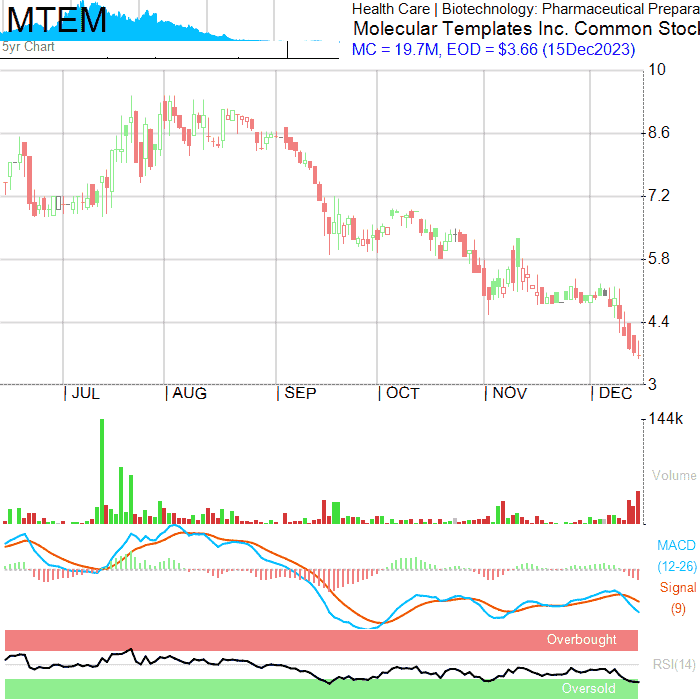 MTEM
5yr Chart
Health Care | Biotechnology: Pharmaceutical Prepara
Molecular Templates Inc. Common Stoc
MC = 19.7M, EOD = $3.66 (15Dec2023)
10
8.6
7.2
5.8
4.4
3
JUL
AUG
SEP
OCT
NOV
DEC
144k
Volume
MACD
(12-26)
Signal
(9)
Overbought
RSI(14)
Oversold